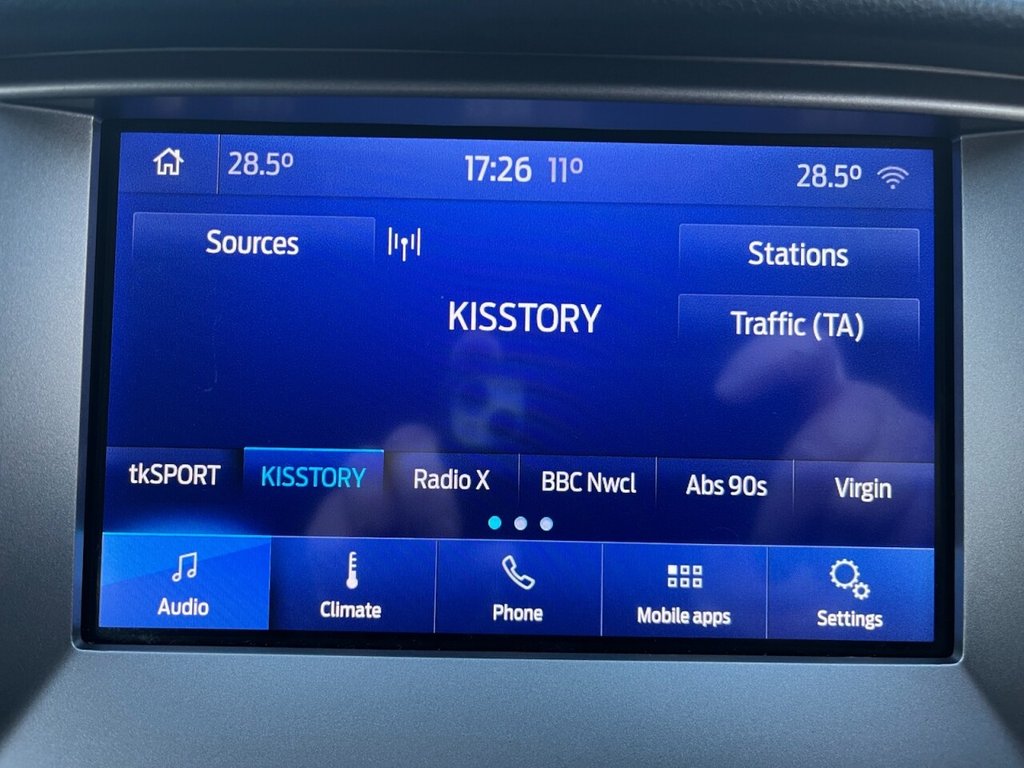 28.5º 17:26 11º 28.5º
Sources
Stations
KISSTORY
Traffic (TA)
tkSPORT KISSTORY Radio X BBC Nwcl Abs 90s Virgin
Audio Climate Phone Mobile apps Settings